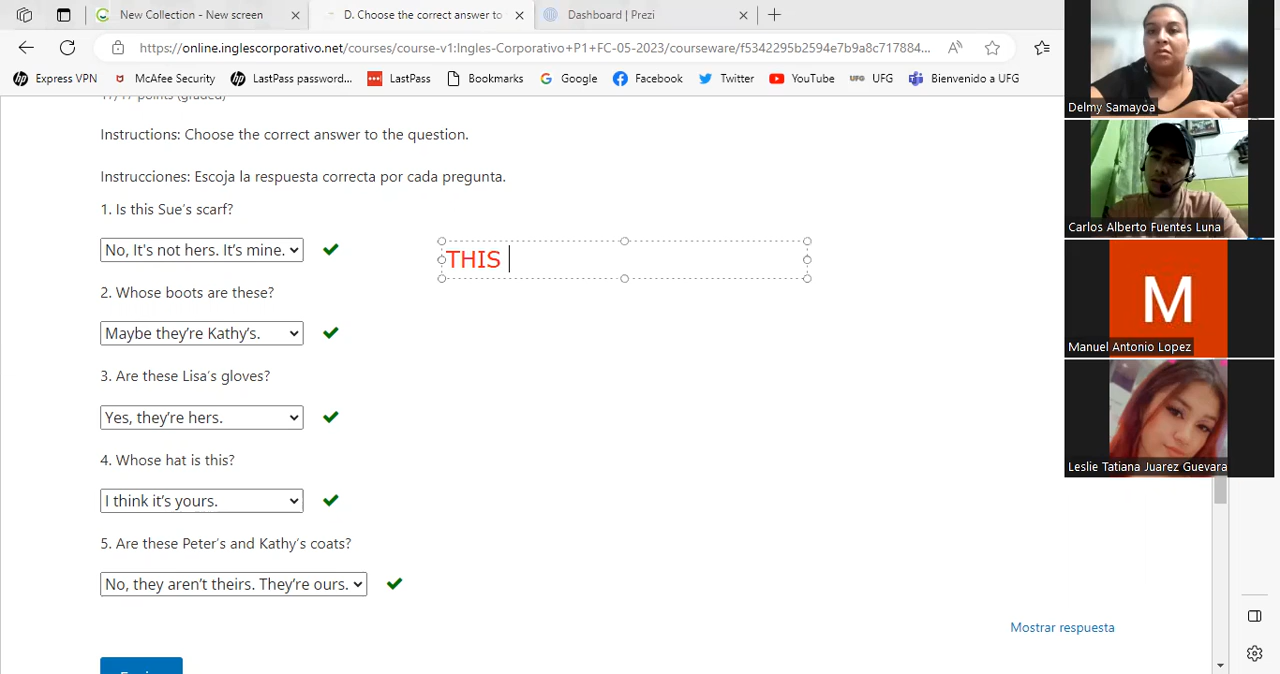 New Collection - New screen
D. Choose the correct answer to
Dashboard | Prezi
https://online.inglescorporativo.net/courses/course-v1:Ingles-Corporativo+P1+FC-05-2023/courseware/f5342295b2594e7b9a8c717884...
Express VPN
McAfee Security
LastPass password...
LastPass
Bookmarks
Google
Facebook
Twitter
YouTube
UFG
UFG
Bienvenido a UFG
Instructions: Choose the correct answer to the question.
Instrucciones: Escoja la respuesta correcta por cada pregunta.
1. Is this Sue’s scarf?
No, It’s not hers. It’s mine.
THIS
2. Whose boots are these?
Maybe they’re Kathy’s.
3. Are these Lisa’s gloves?
Yes, they’re hers.
4. Whose hat is this?
I think it’s yours.
5. Are these Peter’s and Kathy’s coats?
No, they aren’t theirs. They’re ours.
Mostrar respuesta
Delmy Samayoa
Carlos Alberto Fuentes Luna
M
Manuel Antonio Lopez
Leslie Tatiana Juarez Guevara